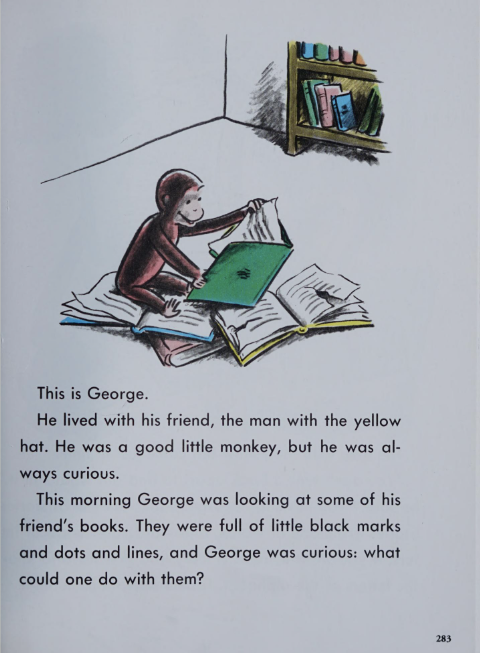 This is George.
He lived with his friend, the man with the yellow
hat. He was a good little monkey, but he was al-
ways curious.
This morning George was looking at some of his
friend's books. They were full of little black marks
and dots and lines, and George was curious: what
could one do with them?
283